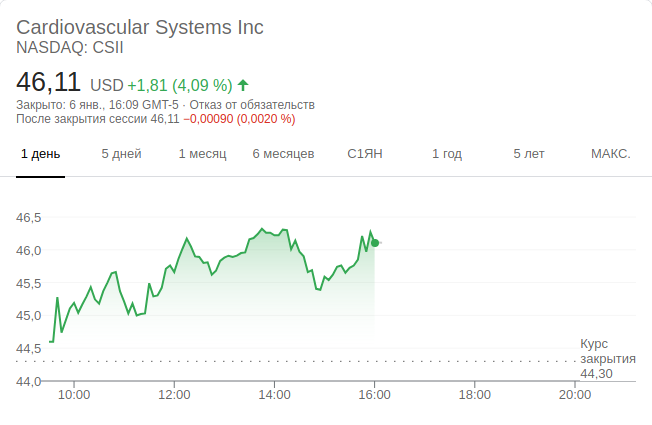 Cardiovascular Systems Inc
NASDAQ: CSII
46,11 USD +1,81 (4,09 %)
Закрыто: 6 янв., 16:09 GMT-5 · Отказ от обязательств
После закрытия сессии 46,11 −0,00090 (0,0020 %)
1 день 5 дней 1 месяц 6 месяцев С1ЯН 1 год 5 лет МАКС.
46,5
46,0
45,5
45,0
44,5
44,0
Курс
закрытия
44,30
10:00 12:00 14:00 16:00 18:00 20:00